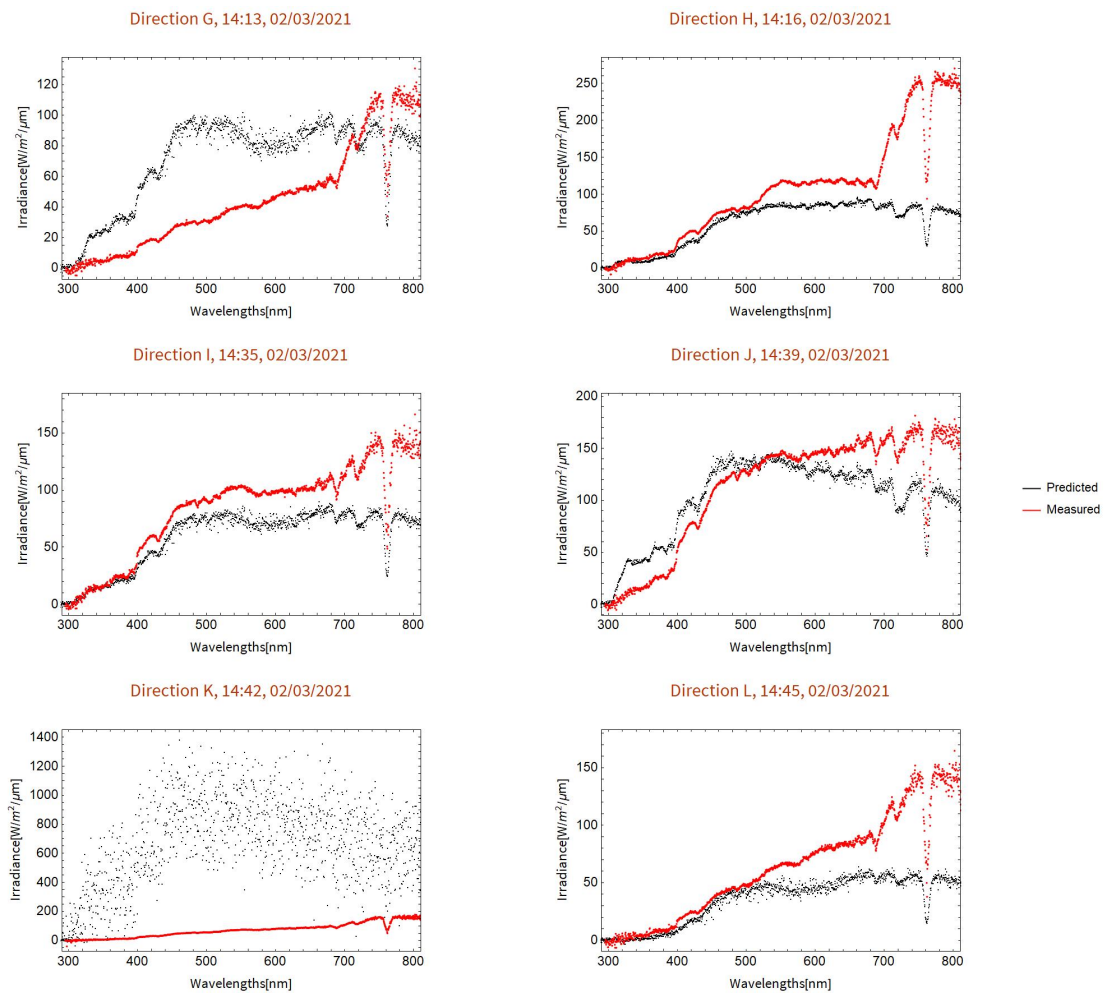 Direction G, 14:13, 02/03/2021
Irradiance[W/m²/μm]
120
100
80
60
40
20
0
300 400 500 600 700 800
Wavelengths[nm]
Direction H, 14:16, 02/03/2021
Irradiance[W/m²/μm]
250
200
150
100
50
0
300 400 500 600 700 800
Wavelengths[nm]
Direction I, 14:35, 02/03/2021
Irradiance[W/m²/μm]
150
100
50
0
300 400 500 600 700 800
Wavelengths[nm]
Direction J, 14:39, 02/03/2021
Irradiance[W/m²/μm]
200
150
100
50
0
300 400 500 600 700 800
Wavelengths[nm]
Predicted
Measured
Direction K, 14:42, 02/03/2021
Irradiance[W/m²/μm]
1400
1200
1000
800
600
400
200
0
300 400 500 600 700 800
Wavelengths[nm]
Direction L, 14:45, 02/03/2021
Irradiance[W/m²/μm]
150
100
50
0
300 400 500 600 700 800
Wavelengths[nm]